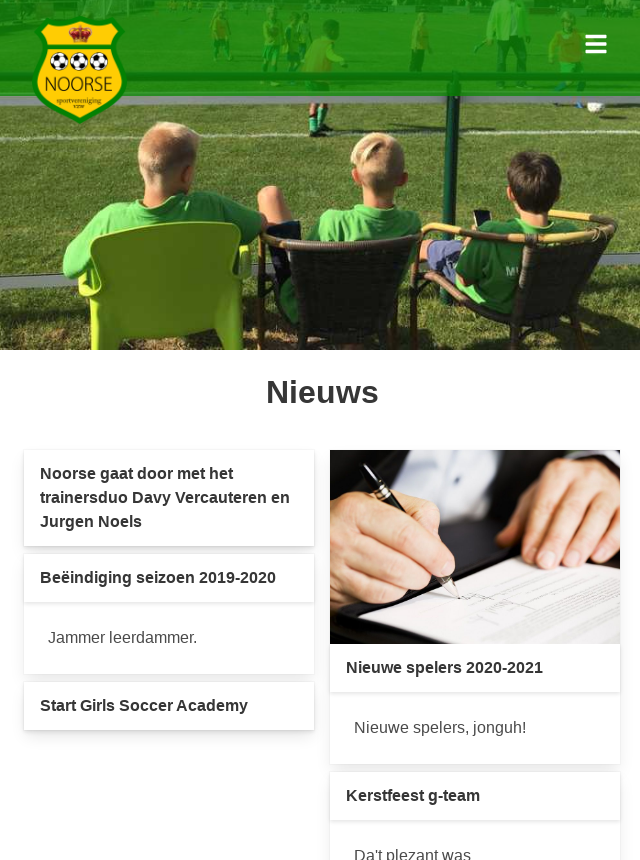 NOORSE
sportvereniging
vzw
Nieuws
Noorse gaat door met het
trainersduo Davy Vercauteren en
Jurgen Noels
Beëindiging seizoen 2019-2020
Jammer leerdammer.
Start Girls Soccer Academy
Nieuwe spelers 2020-2021
Nieuwe spelers, jonguh!
Kerstfeest g-team
Da't plezant was